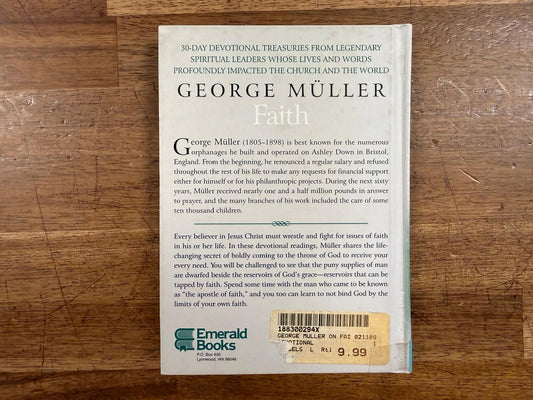 30-DAY DEVOTIONAL TREASURIES FROM LEGENDARY
SPIRITUAL LEADERS WHOSE LIVES AND WORDS
PROFOUNDLY IMPACTED THE CHURCH AND THE WORLD
GEORGE MÜLLER
Faith
George Müller (1805–1898) is best known for the numerous
orphanages he built and operated on Ashley Down in Bristol,
England. From the beginning, he renounced a regular salary and refused
throughout the rest of his life to make any requests for financial support
either for himself or for his philanthropic projects. During the next sixty
years, Müller received nearly one and a half million pounds in answer
to prayer, and the many branches of his work included the care of some
ten thousand children.
Every believer in Jesus Christ must wrestle and fight for issues of faith
in his or her life. In these devotional readings, Müller shares the life-
changing secret of boldly coming to the throne of God to receive your
every need. You will be challenged to see that the puny supplies of man
are dwarfed beside the reservoirs of God's grace—reservoirs that can be
tapped by faith. Spend some time with the man who came to be known
as "the apostle of faith," and you too can learn to not bind God by the
limits of your own faith.
Emerald
Books
P.O. Box 635
Lynnwood, WA 98046
188300294X
GEORGE MULLER ON FAI 021109
9.99